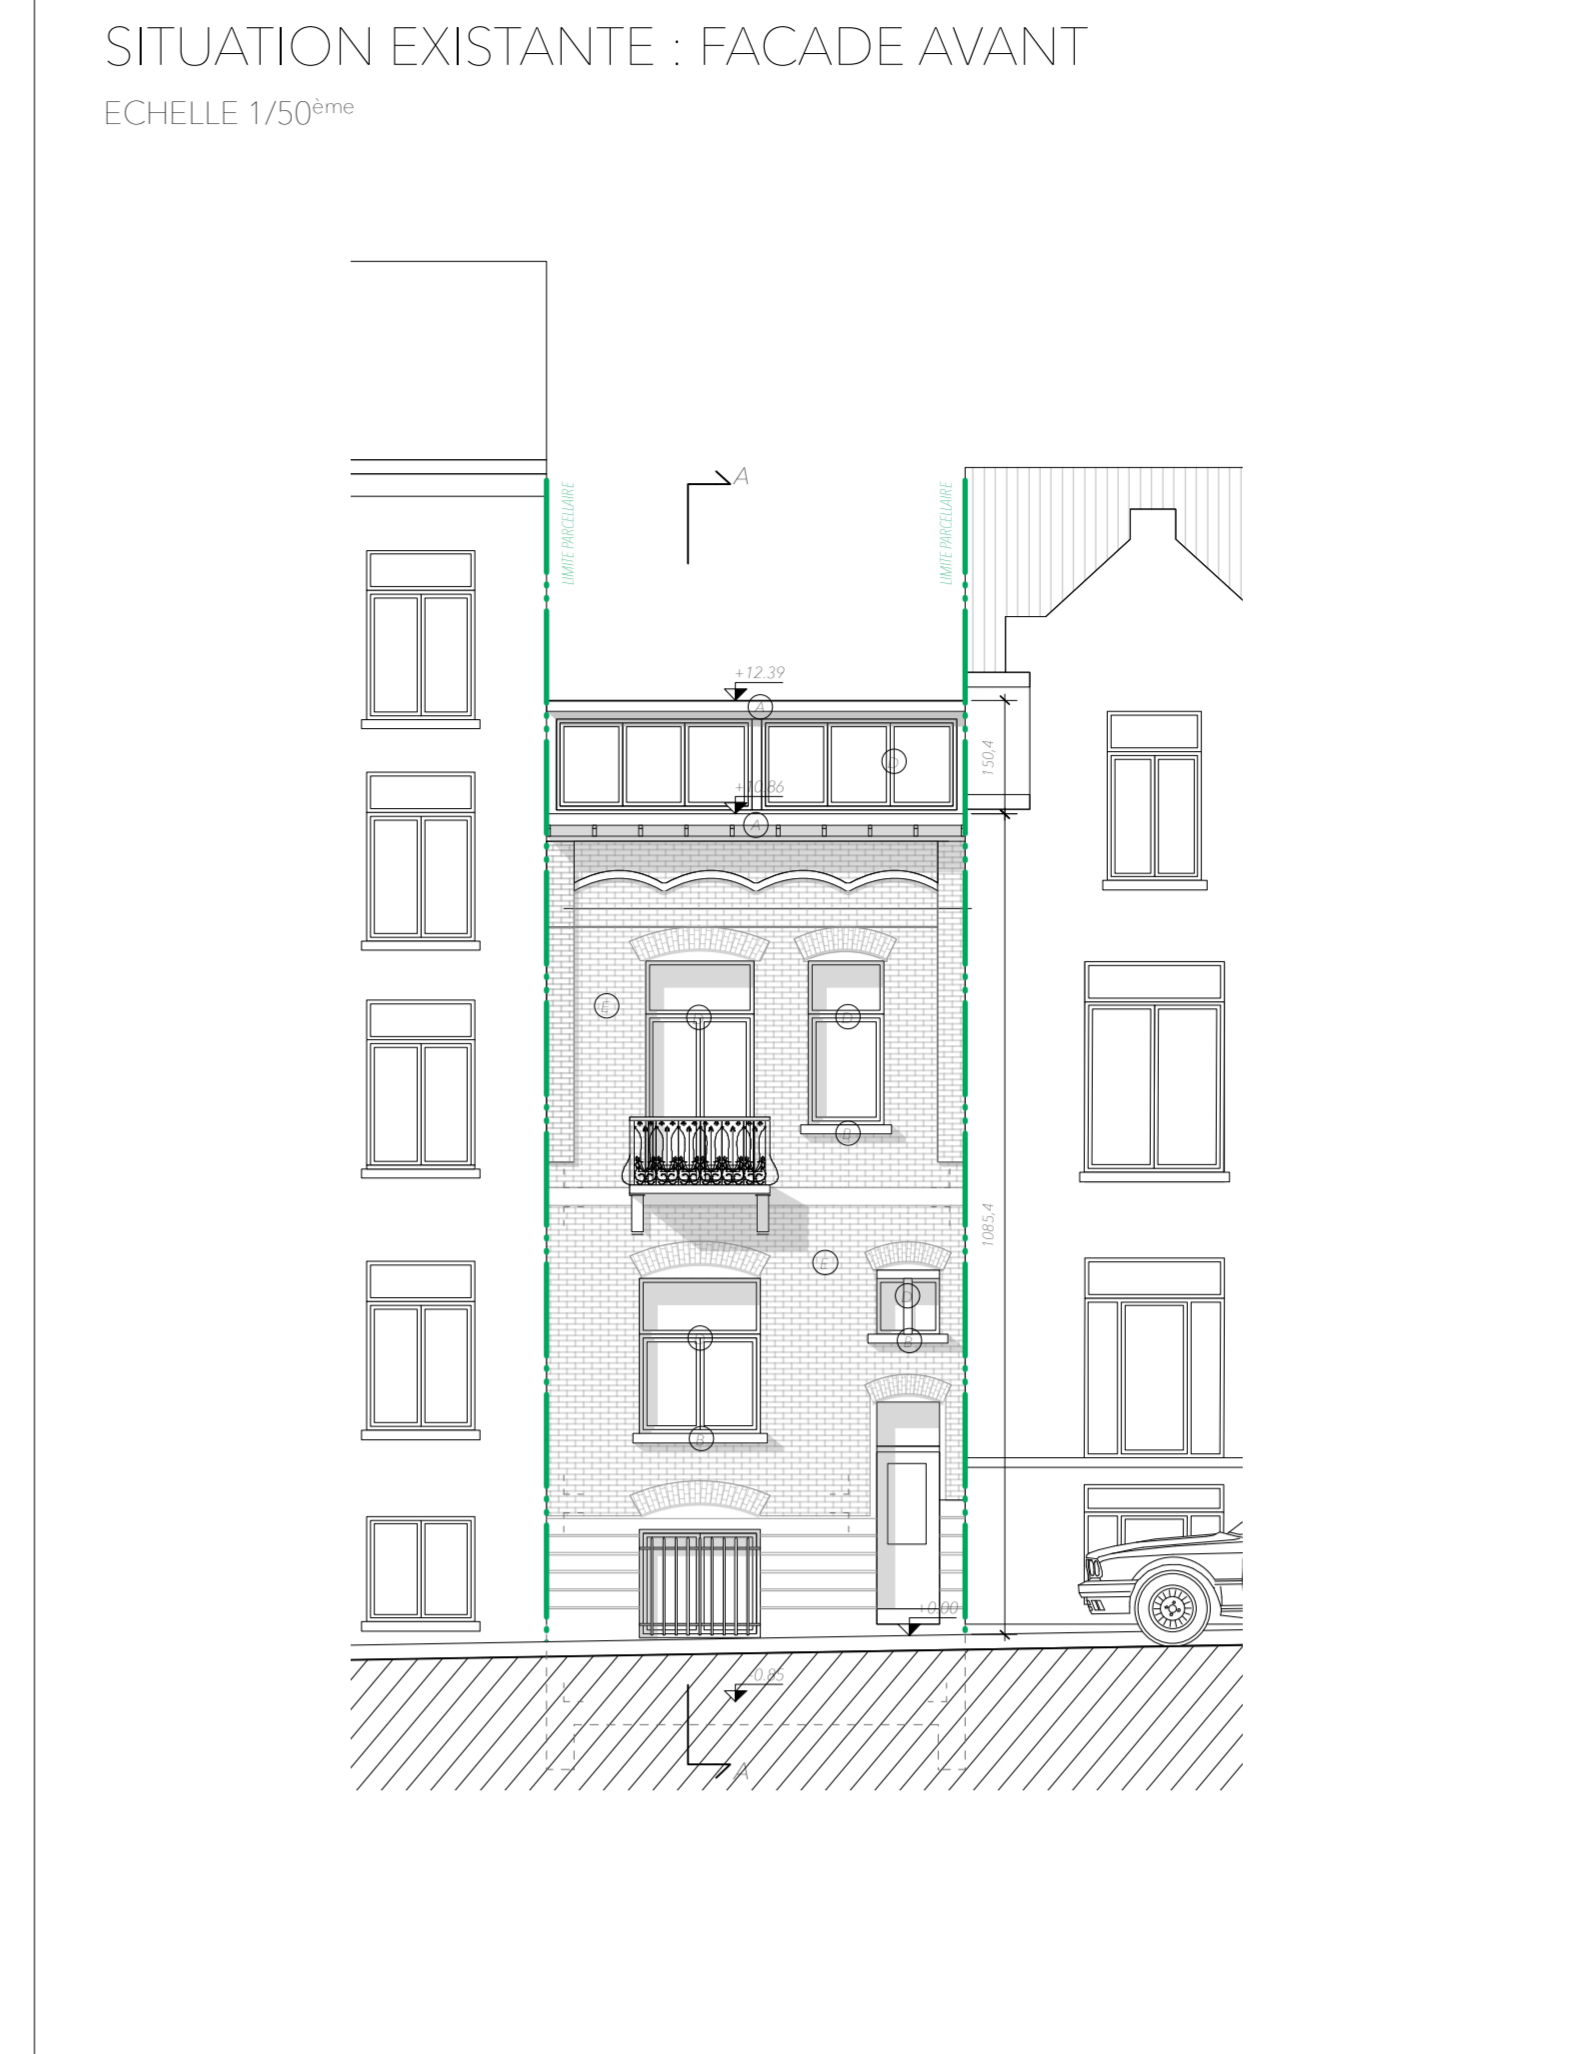 SITUATION EXISTANTE : FACADE AVANT
ECHELLE 1/50ème
A
LIMITE PARCELLAIRE
LIMITE PARCELLAIRE
+12.39
A
D
150,4
+10.86
A
E
D
D
B
1085,4
E
D
B
D
B
+0.00
-0.85
A